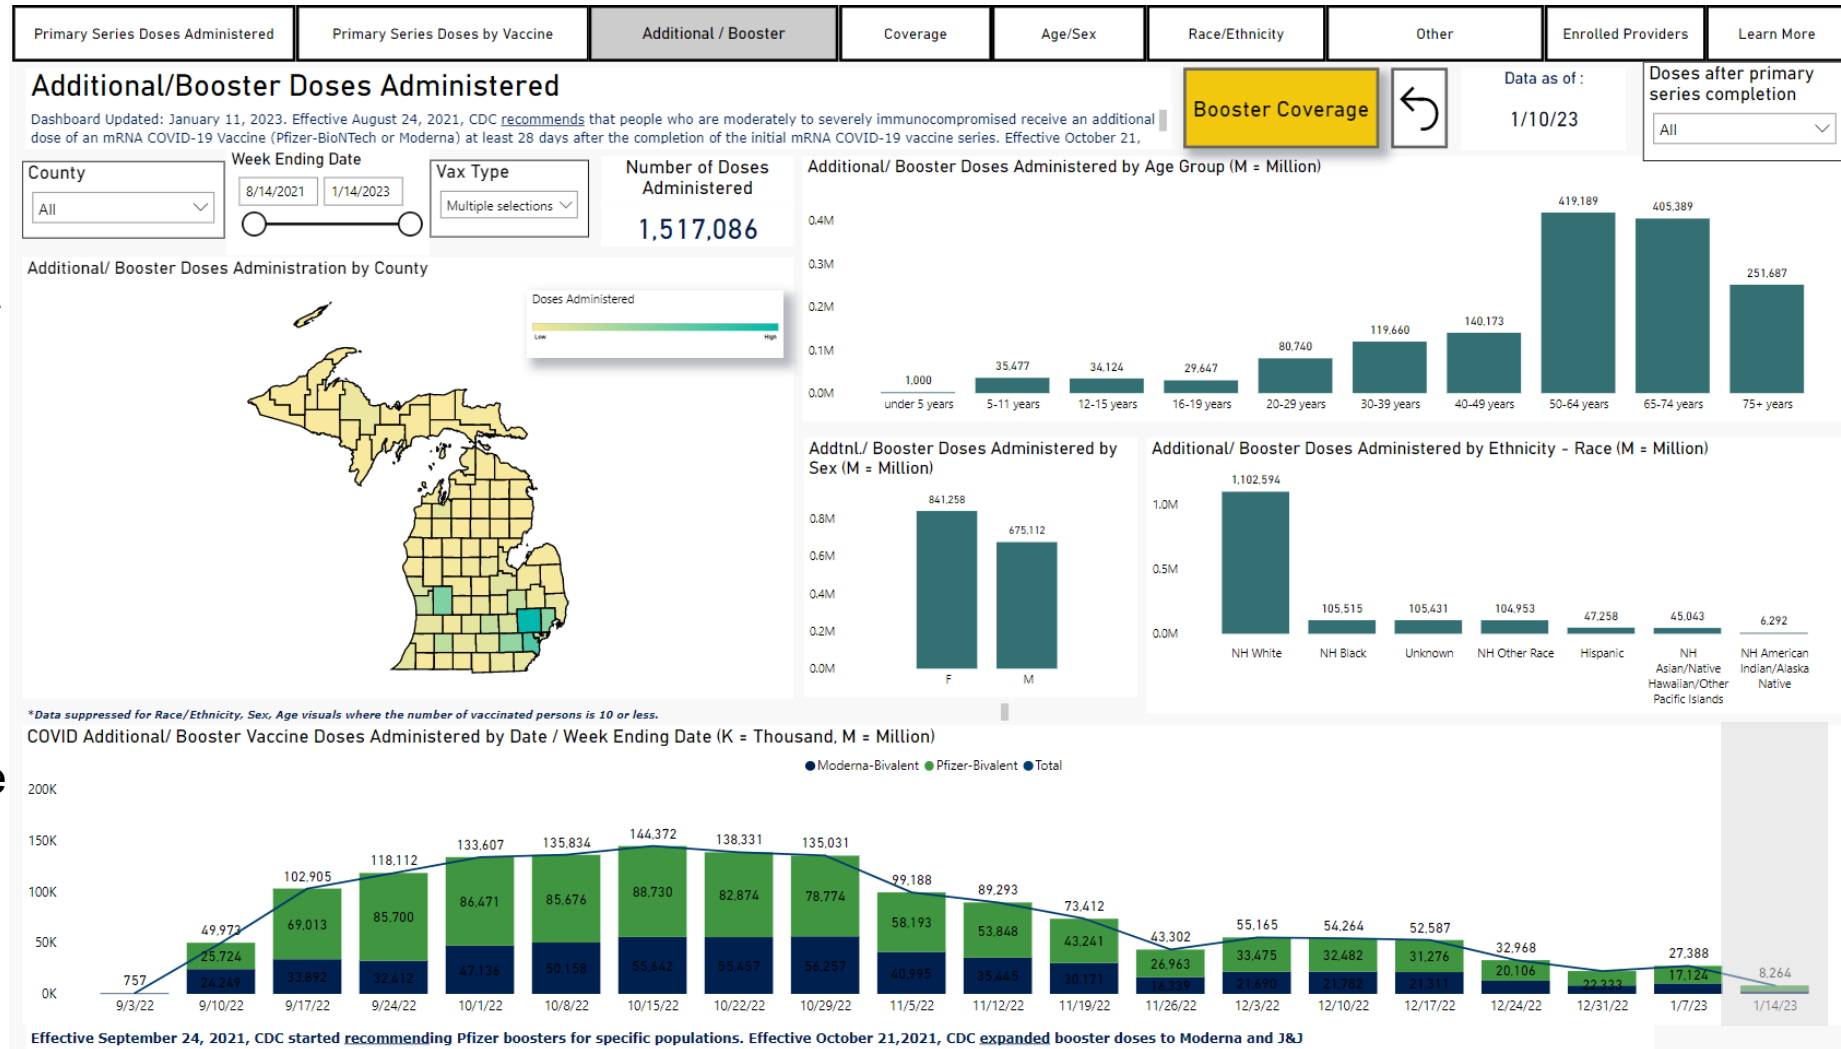 Primary Series Doses Administered
Primary Series Doses by Vaccine
Additional / Booster
Coverage
Age/Sex
Race/Ethnicity
Other
Enrolled Providers
Learn More
Additional/Booster Doses Administered
Dashboard Updated: January 11, 2023. Effective August 24, 2021, CDC recommends that people who are moderately to severely immunocompromised receive an additional
dose of an mRNA COVID-19 Vaccine (Pfizer-BioNTech or Moderna) at least 28 days after the completion of the initial mRNA COVID-19 vaccine series. Effective October 21,
Booster Coverage
Data as of :
1/10/23
Doses after primary
series completion
All
County
All
Week Ending Date
8/14/2021
1/14/2023
Vax Type
Multiple selections
Number of Doses
Administered
1,517,086
Additional/ Booster Doses Administration by County
Doses Administered
Low
High
Additional/ Booster Doses Administered by Age Group (M = Million)
0.4M
0.3M
0.2M
0.1M
0.0M
1,000
35,477
34,124
29,647
80,740
119,660
140,173
419,189
405,389
251,687
under 5 years
5-11 years
12-15 years
16-19 years
20-29 years
30-39 years
40-49 years
50-64 years
65-74 years
75+ years
Addtnl./ Booster Doses Administered by
Sex (M = Million)
0.8M
0.6M
0.4M
0.2M
0.0M
841,258
675,112
F
M
Additional/ Booster Doses Administered by Ethnicity - Race (M = Million)
1.0M
0.5M
0.0M
1,102,594
105,515
105,431
104,953
47,258
45,043
6,292
NH White
NH Black
Unknown
NH Other Race
Hispanic
NH
Asian/Native
Hawaiian/Other
Pacific Islands
NH American
Indian/Alaska
Native
*Data suppressed for Race/Ethnicity, Sex, Age visuals where the number of vaccinated persons is 10 or less.
COVID Additional/ Booster Vaccine Doses Administered by Date / Week Ending Date (K = Thousand, M = Million)
Moderna-Bivalent
Pfizer-Bivalent
Total
200K
150K
100K
50K
0K
757
49,973
102,905
118,112
133,607
135,834
144,372
138,331
135,031
99,188
89,293
73,412
43,302
55,165
54,264
52,587
32,968
27,388
8,264
25,724
69,013
85,700
86,471
85,676
88,730
82,874
78,774
58,193
53,848
43,241
26,963
33,475
32,482
31,276
20,106
22,333
17,124
24,249
33,892
32,412
47,136
50,158
55,642
55,457
56,257
40,995
35,445
30,171
16,339
21,690
21,782
21,311
9/3/22
9/10/22
9/17/22
9/24/22
10/1/22
10/8/22
10/15/22
10/22/22
10/29/22
11/5/22
11/12/22
11/19/22
11/26/22
12/3/22
12/10/22
12/17/22
12/24/22
12/31/22
1/7/23
1/14/23
Effective September 24, 2021, CDC started recommending Pfizer boosters for specific populations. Effective October 21,2021, CDC expanded booster doses to Moderna and J&J